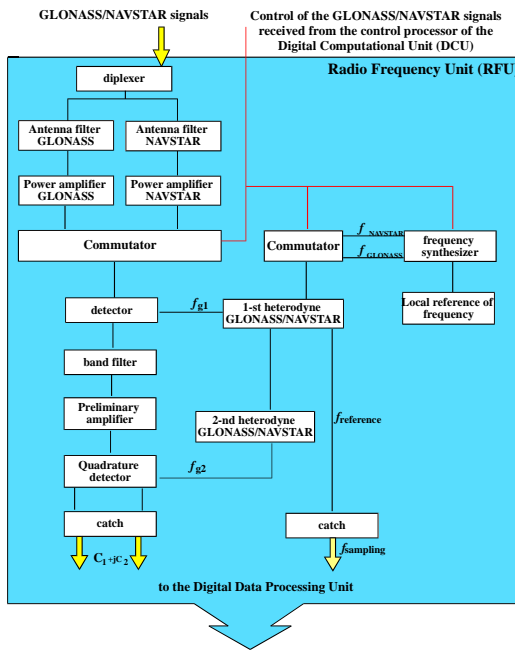 GLONASS/NAVSTAR signals
Control of the GLONASS/NAVSTAR signals
received from the control processor of the
Digital Computational Unit (DCU)
Radio Frequency Unit (RFU
diplexer
Antenna filter
GLONASS
Antenna filter
NAVSTAR
Power amplifier
GLONASS
Power amplifier
NAVSTAR
Commutator
Commutator
f NAVSTAR
f GLONASS
frequency
synthesizer
Local reference of
frequency
detector
fg1
1-st heterodyne
GLONASS/NAVSTAR
band filter
Preliminary
amplifier
2-nd heterodyne
GLONASS/NAVSTAR
freference
Quadrature
detector
fg2
catch
catch
C1+jC2
fsampling
to the Digital Data Processing Unit